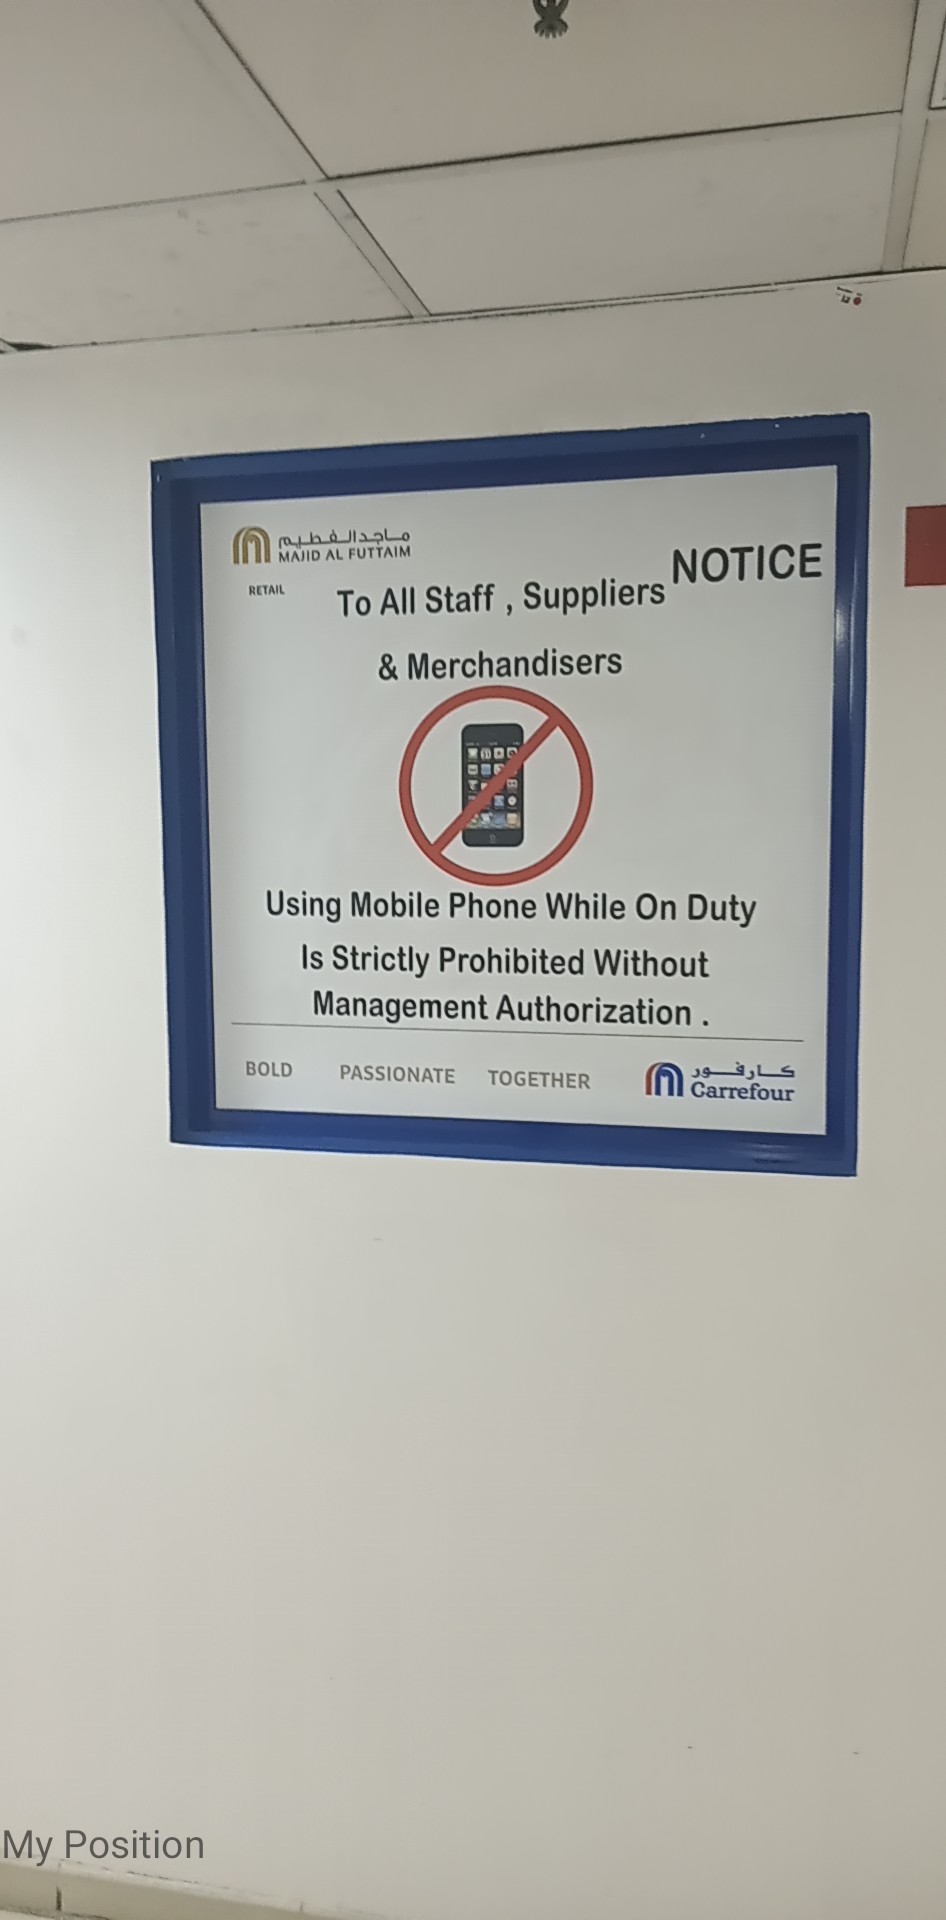 ماجد الفطيم
MAJID AL FUTTAIM
RETAIL
NOTICE
To All Staff , Suppliers
& Merchandisers
Using Mobile Phone While On Duty
Is Strictly Prohibited Without
Management Authorization .
BOLD PASSIONATE TOGETHER
كارفور
Carrefour
My Position